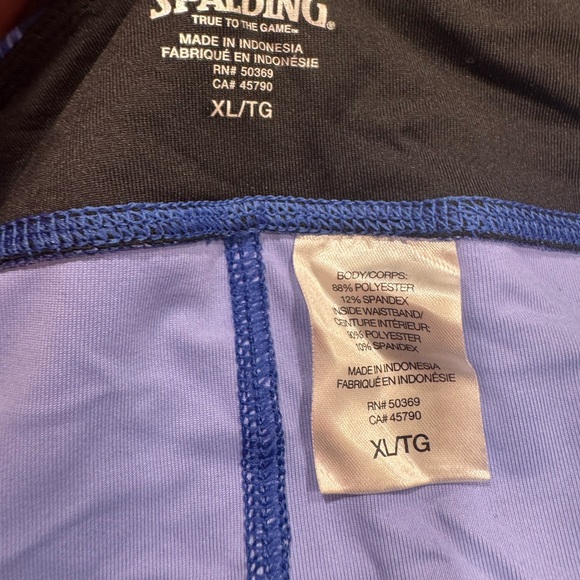 SPALDING®
TRUE TO THE GAME™
MADE IN INDONESIA
FABRIQUÉ EN INDONÉSIE
RN# 50369
CA# 45790
XL/TG
BODY/CORPS:
88% POLYESTER
12% SPANDEX
INSIDE WAISTBAND/
CEINTURE INTÉRIEUR:
90% POLYESTER
10% SPANDEX
MADE IN INDONESIA
FABRIQUÉ EN INDONÉSIE
RN# 50369
CA# 45790
XL/TG